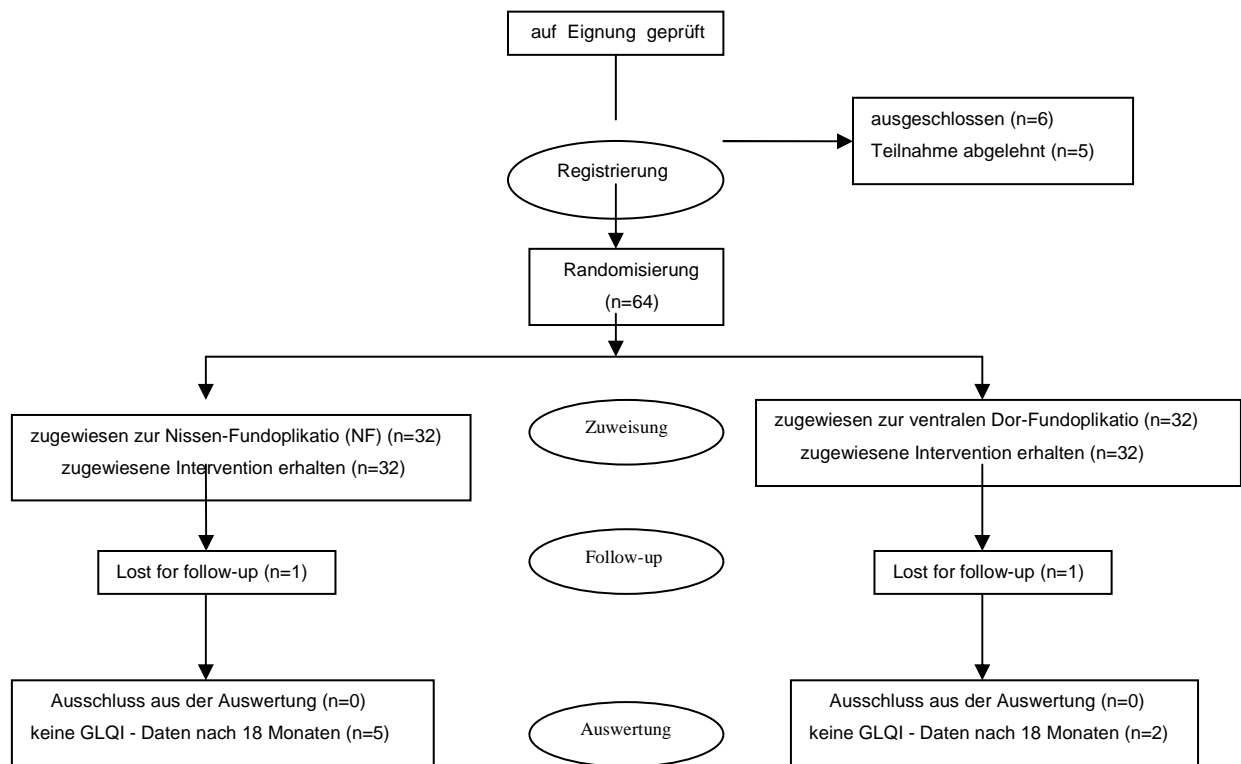 auf Eignung geprüft
ausgeschlossen (n=6)
Teilnahme abgelehnt (n=5)
Registrierung
Randomisierung
(n=64)
zugewiesen zur Nissen-Fundoplikatio (NF) (n=32)
zugewiesene Intervention erhalten (n=32)
Zuweisung
zugewiesen zur ventralen Dor-Fundoplikatio (n=32)
zugewiesene Intervention erhalten (n=32)
Lost for follow-up (n=1)
Follow-up
Lost for follow-up (n=1)
Ausschluss aus der Auswertung (n=0)
keine GLQI - Daten nach 18 Monaten (n=5)
Auswertung
Ausschluss aus der Auswertung (n=0)
keine GLQI - Daten nach 18 Monaten (n=2)